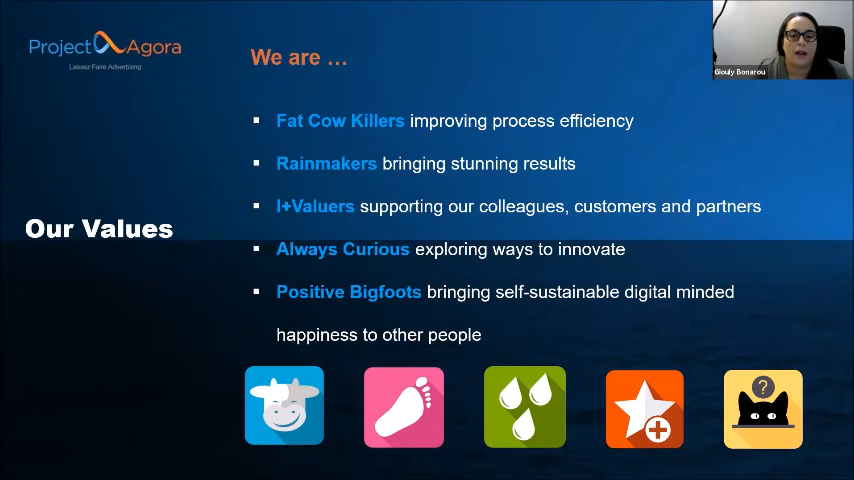 Project Agora
Laissez Faire Advertising
We are …
Giouly Bonarou
Our Values
▪ Fat Cow Killers improving process efficiency
▪ Rainmakers bringing stunning results
▪ I+Valuers supporting our colleagues, customers and partners
▪ Always Curious exploring ways to innovate
▪ Positive Bigfoots bringing self-sustainable digital minded
happiness to other people
?